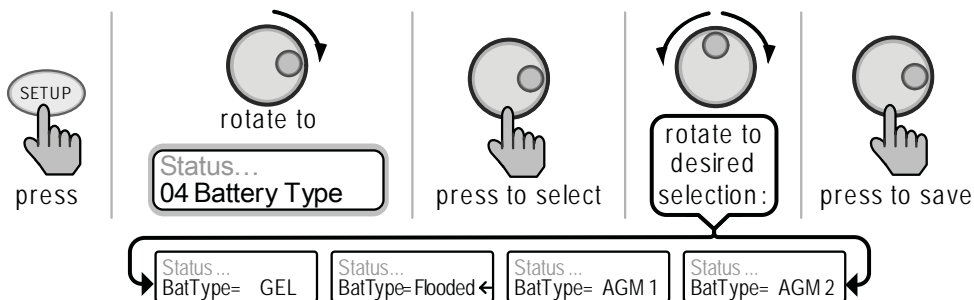 SETUP
press
rotate to
Status...
04 Battery Type
press to select
rotate to
desired
selection:
press to save
Status...
BatType= GEL
Status...
BatType=Flooded←
Status...
BatType= AGM 1
Status...
BatType= AGM 2